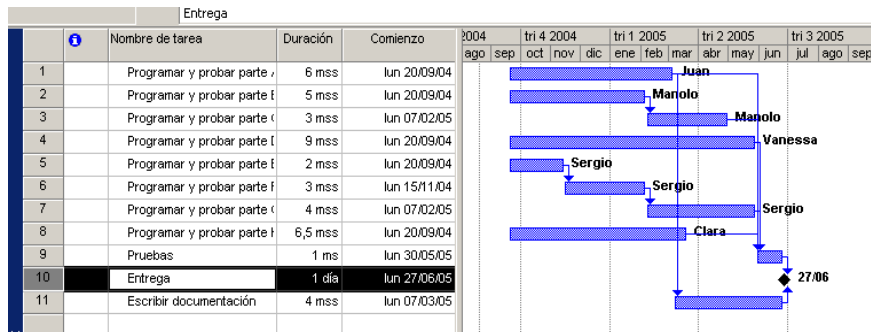 Entrega
Nombre de tarea Duración Comienzo 2004 tri 4 2004 tri 1 2005 tri 2 2005 tri 3 2005
ago sep oct nov dic ene feb mar abr may jun jul ago sep
1 Programar y probar parte 6 mss lun 20/09/04 Juan
2 Programar y probar parte 5 mss lun 20/09/04 Manolo
3 Programar y probar parte 3 mss lun 07/02/05 Manolo
4 Programar y probar parte 9 mss lun 20/09/04 Vanessa
5 Programar y probar parte 2 mss lun 20/09/04 Sergio
6 Programar y probar parte 3 mss lun 15/11/04 Sergio
7 Programar y probar parte 4 mss lun 07/02/05 Sergio
8 Programar y probar parte 6,5 mss lun 20/09/04 Clara
9 Pruebas 1 ms lun 30/05/05
10 Entrega 1 día lun 27/06/05 27/06
11 Escribir documentación 4 mss lun 07/03/05